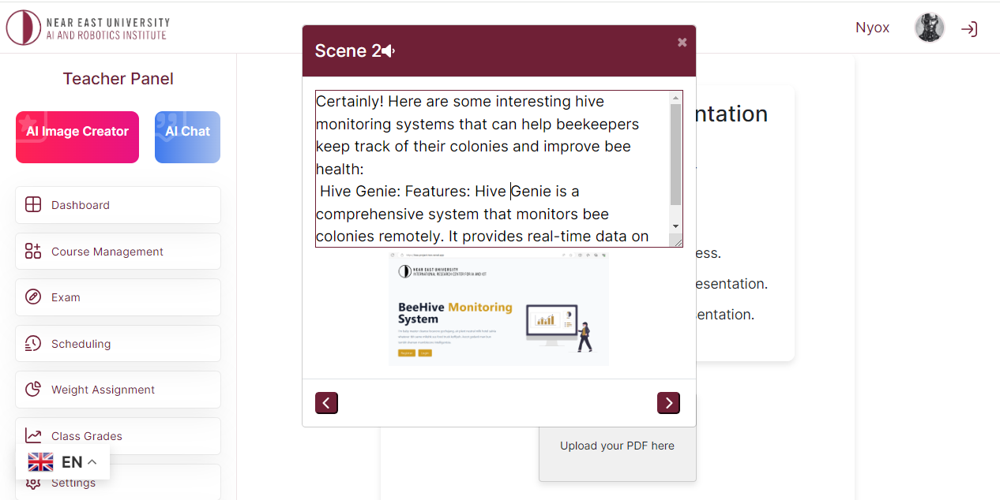 NEAR EAST UNIVERSITY
AI AND ROBOTICS INSTITUTE
Nyox
Teacher Panel
AI Image Creator
AI Chat
Dashboard
Course Management
Exam
Scheduling
Weight Assignment
Class Grades
Settings
EN
Scene 2
×
Certainly! Here are some interesting hive
monitoring systems that can help beekeepers
keep track of their colonies and improve bee
health:
Hive Genie: Features: Hive Genie is a
comprehensive system that monitors bee
colonies remotely. It provides real-time data on
NEAR EAST UNIVERSITY
INTERNATIONAL RESEARCH CENTER FOR AI AND IOT
BeeHive Monitoring
System
ntation
ess.
esentation.
entation.
Upload your PDF here